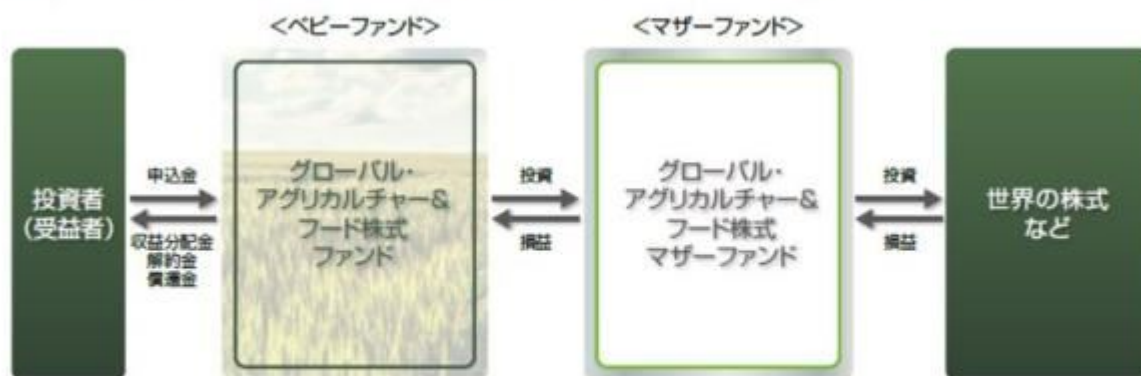 <ベビーファンド>
<マザーファンド>
投資者
(受益者)
申込金
収益分配金
解約金
償還金
グローバル・
アグリカルチャー&
フード株式
ファンド
投資
損益
グローバル・
アグリカルチャー&
フード株式
マザーファンド
投資
損益
世界の株式
など